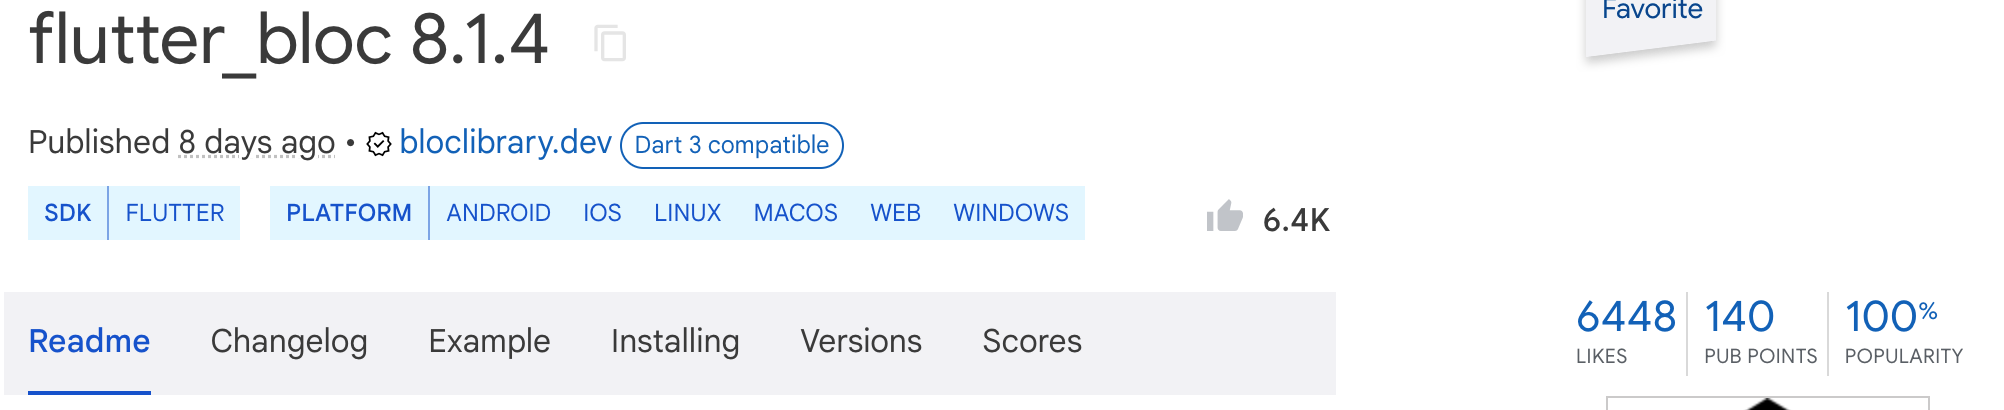 flutter_bloc 8.1.4
Favorite
Published 8 days ago • bloclibrary.dev Dart 3 compatible
SDK FLUTTER PLATFORM ANDROID IOS LINUX MACOS WEB WINDOWS
6.4K
Readme Changelog Example Installing Versions Scores
6448 140 100%
LIKES PUB POINTS POPULARITY